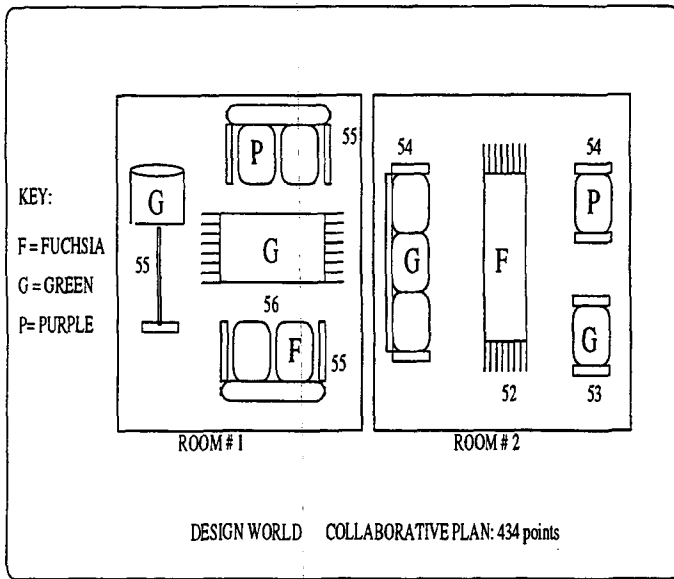 KEY:
F = FUCHSIA
G = GREEN
P= PURPLE
G
55
P
55
G
56
F
55
ROOM # 1
54
G
F
52
54
P
G
53
ROOM # 2
DESIGN WORLD COLLABORATIVE PLAN: 434 points